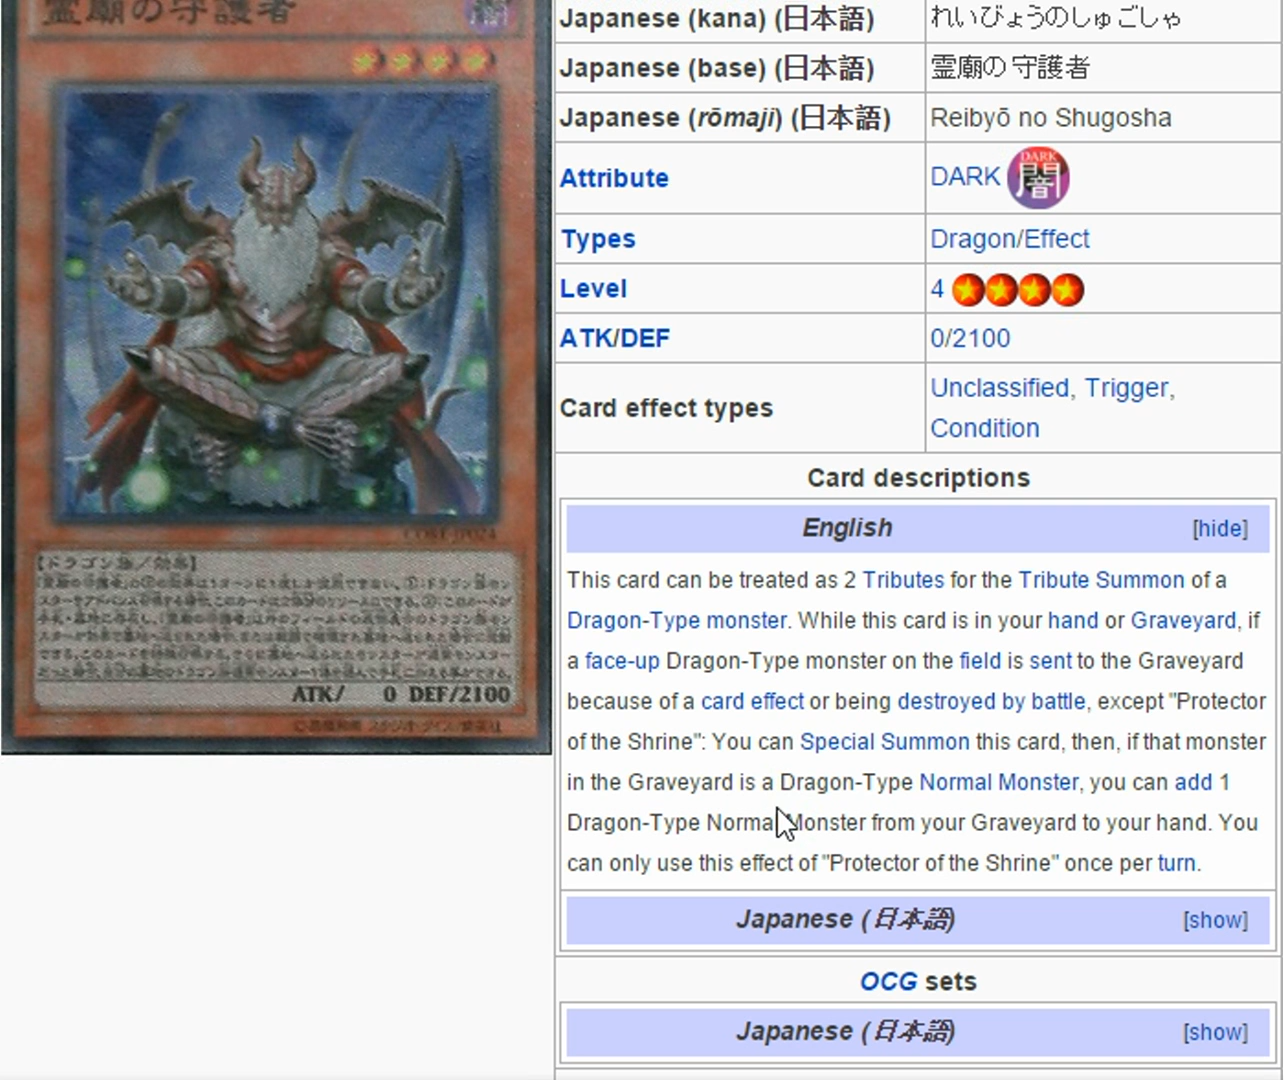 霊廟の守護者
闇
ATK/ 0 DEF/2100
Japanese (kana) (日本語)
れいびょうのしゅごしゃ
Japanese (base) (日本語)
霊廟の守護者
Japanese (rōmaji) (日本語)
Reibyō no Shugosha
Attribute
DARK
DARK
闇
Types
Dragon/Effect
Level
4
ATK/DEF
0/2100
Card effect types
Unclassified, Trigger,
Condition
Card descriptions
English
[hide]
This card can be treated as 2 Tributes for the Tribute Summon of a
Dragon-Type monster. While this card is in your hand or Graveyard, if
a face-up Dragon-Type monster on the field is sent to the Graveyard
because of a card effect or being destroyed by battle, except "Protector
of the Shrine": You can Special Summon this card, then, if that monster
in the Graveyard is a Dragon-Type Normal Monster, you can add 1
Dragon-Type Normal Monster from your Graveyard to your hand. You
can only use this effect of "Protector of the Shrine" once per turn.
Japanese (日本語)
[show]
OCG sets
Japanese (日本語)
[show]